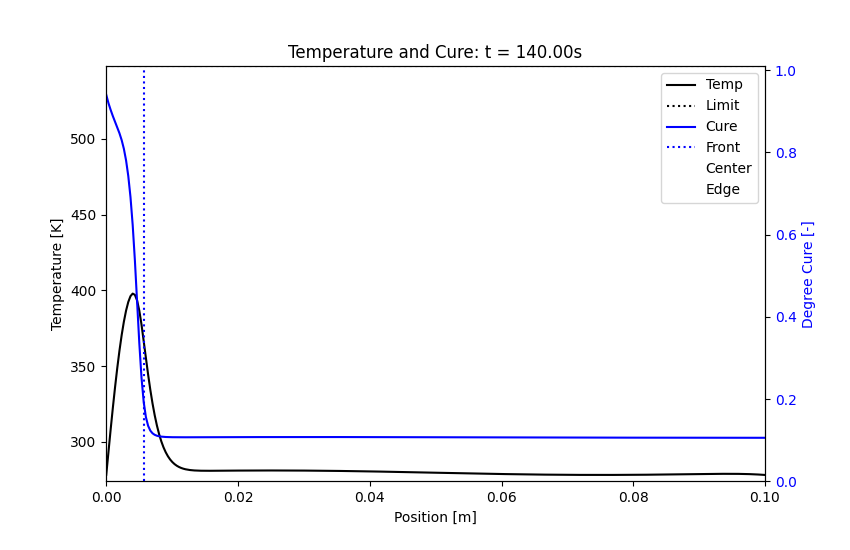 Temperature and Cure: t = 140.00s
Temp
Limit
Cure
Front
Center
Edge
500
450
400
350
300
Temperature [K]
1.0
0.8
0.6
0.4
0.2
0.0
Degree Cure [-]
0.00 0.02 0.04 0.06 0.08 0.10
Position [m]